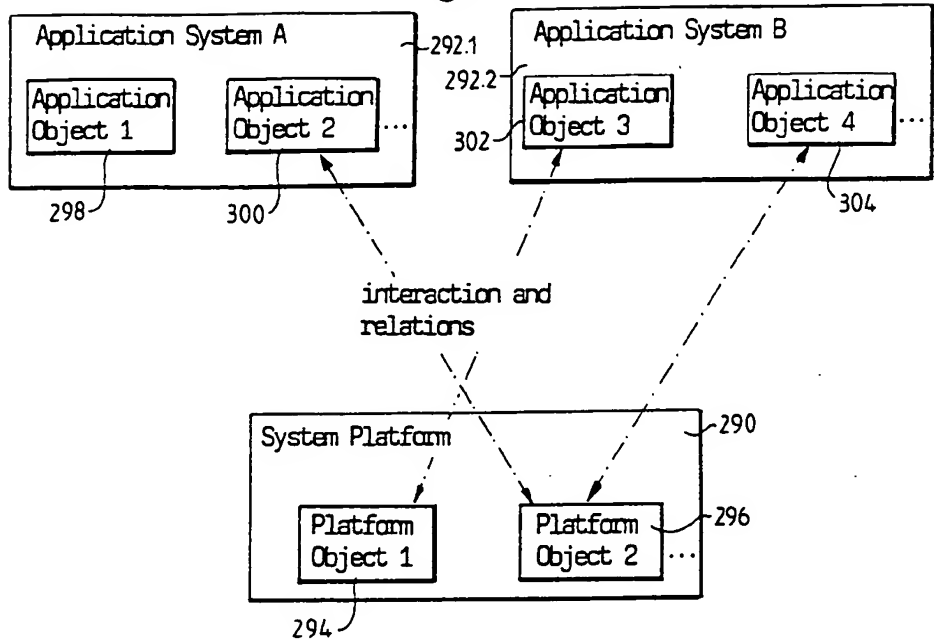 Application System A
292.1
Application
Object 1
Application
Object 2
...
298
300
Application System B
292.2
Application
Object 3
302
Application
Object 4
...
304
interaction and
relations
System Platform
290
Platform
Object 1
Platform
Object 2
296
...
294